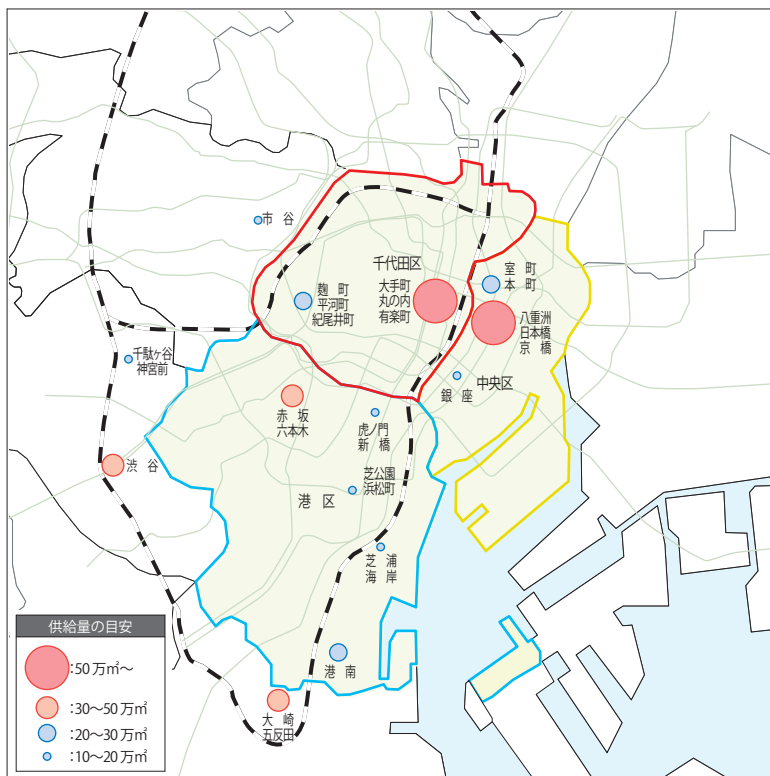 市 谷
千代田区
室 町
本 町
麹 町
平河町
紀尾井町
大手町
丸の内
有楽町
八重洲
日本橋
京 橋
千駄ヶ谷
神宮前
銀座
中央区
赤 坂
六本木
虎ノ門
新 橋
渋 谷
芝公園
浜松町
港 区
芝 浦
海 岸
港 南
大 崎
五反田
供給量の目安
:50万㎡～
:30～50万㎡
:20～30万㎡
:10～20万㎡